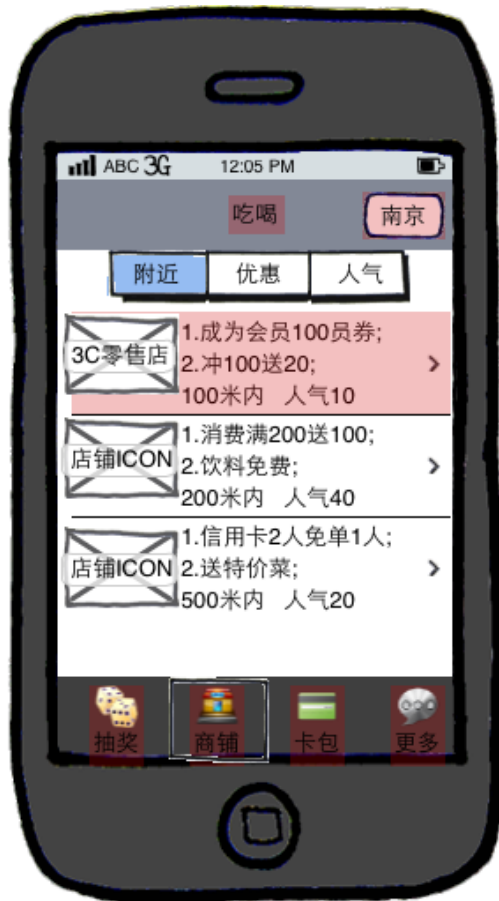 ABC 3G 12:05 PM
吃喝
南京
附近 优惠 人气
3C零售店
1.成为会员100员券;
2.冲100送20;
100米内 人气10
店铺ICON
1.消费满200送100;
2.饮料免费;
200米内 人气40
店铺ICON
1.信用卡2人免单1人;
2.送特价菜;
500米内 人气20
抽奖 商铺 卡包 更多